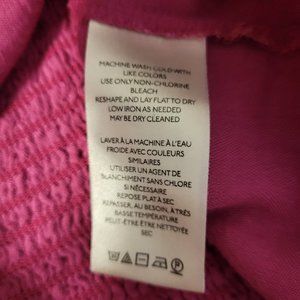 MACHINE WASH COLD WITH
LIKE COLORS
USE ONLY NON-CHLORINE
BLEACH
RESHAPE AND LAY FLAT TO DRY
LOW IRON AS NEEDED
MAY BE DRY CLEANED
LAVER À LA MACHINE À L'EAU
FROIDE AVEC COULEURS
SIMILAIRES
UTILISER UN AGENT DE
BLANCHIMENT SANS CHLORE
SI NÉCESSAIRE
REPOSE PLAT À SEC
REPASSER, AU BESOIN, À TRÈS
BASSE TEMPÉRATURE
PEUT-ÊTRE ÊTRE NETTOYÉE
SEC